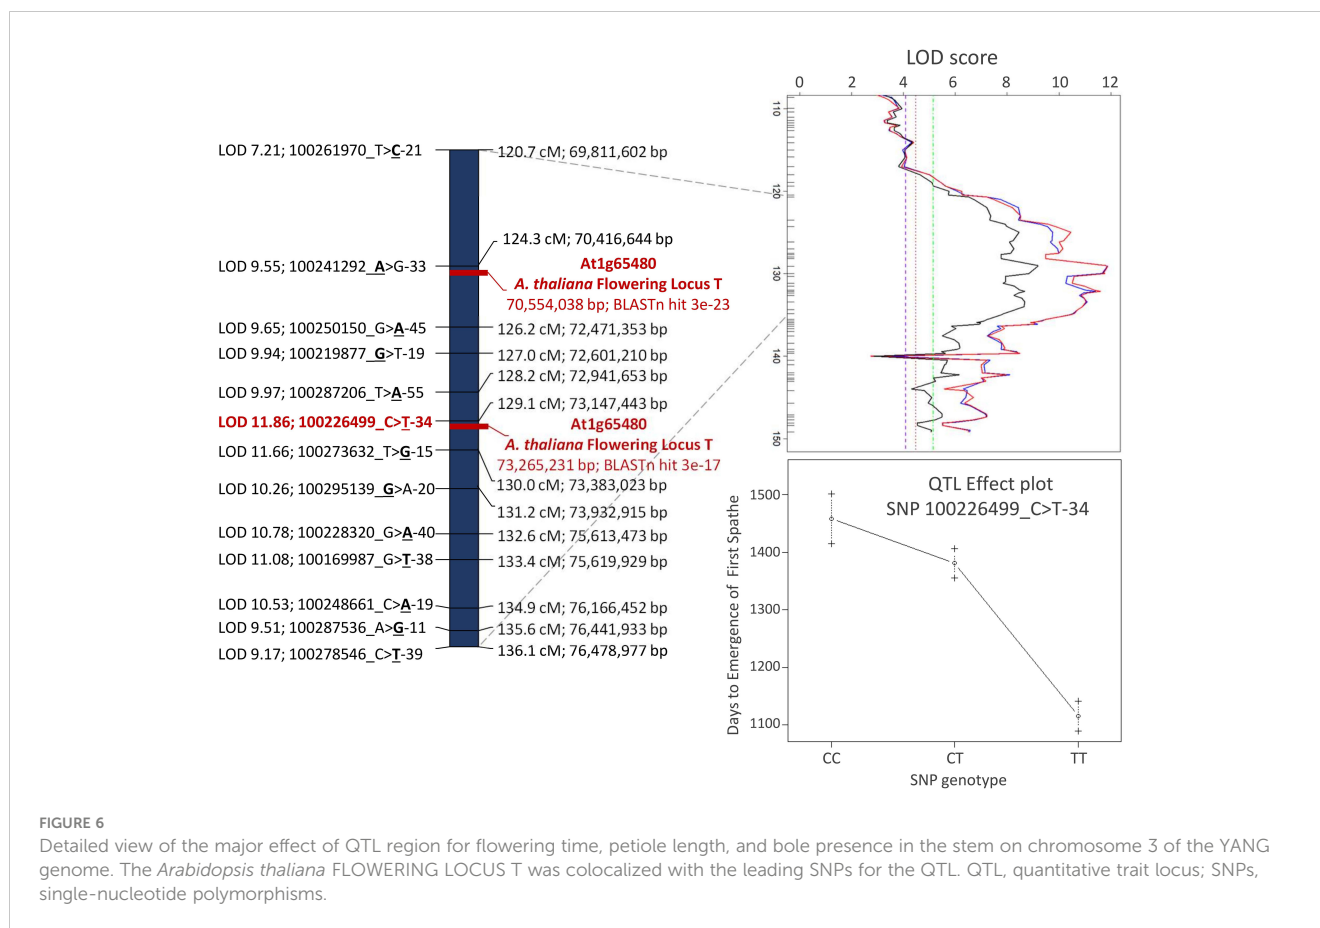 LOD 7.21; 100261970_T>C-21
LOD 9.55; 100241292_A>G-33
LOD 9.65; 100250150_G>A-45
LOD 9.94; 100219877_G>T-19
LOD 9.97; 100287206_T>A-55
LOD 11.86; 100226499_C>T-34
LOD 11.66; 100273632_T>G-15
LOD 10.26; 100295139_G>A-20
LOD 10.78; 100228320_G>A-40
LOD 11.08; 100169987_G>T-38
LOD 10.53; 100248661_C>A-19
LOD 9.51; 100287536_A>G-11
LOD 9.17; 100278546_C>T-39
120.7 cM; 69,811,602 bp
124.3 cM; 70,416,644 bp
At1g65480
A. thaliana Flowering Locus T
70,554,038 bp; BLASTn hit 3e-23
126.2 cM; 72,471,353 bp
127.0 cM; 72,601,210 bp
128.2 cM; 72,941,653 bp
129.1 cM; 73,147,443 bp
At1g65480
A. thaliana Flowering Locus T
73,265,231 bp; BLASTn hit 3e-17
130.0 cM; 73,383,023 bp
131.2 cM; 73,932,915 bp
132.6 cM; 75,613,473 bp
133.4 cM; 75,619,929 bp
134.9 cM; 76,166,452 bp
135.6 cM; 76,441,933 bp
136.1 cM; 76,478,977 bp
LOD score
0 2 4 6 8 10 12
110
120
130
140
150
QTL Effect plot
SNP 100226499_C>T-34
Days to Emergence of First Spathe
1500
1400
1300
1200
1100
CC CT TT
SNP genotype
FIGURE 6
Detailed view of the major effect of QTL region for flowering time, petiole length, and bole presence in the stem on chromosome 3 of the YANG
genome. The Arabidopsis thaliana FLOWERING LOCUS T was colocalized with the leading SNPs for the QTL. QTL, quantitative trait locus; SNPs,
single-nucleotide polymorphisms.